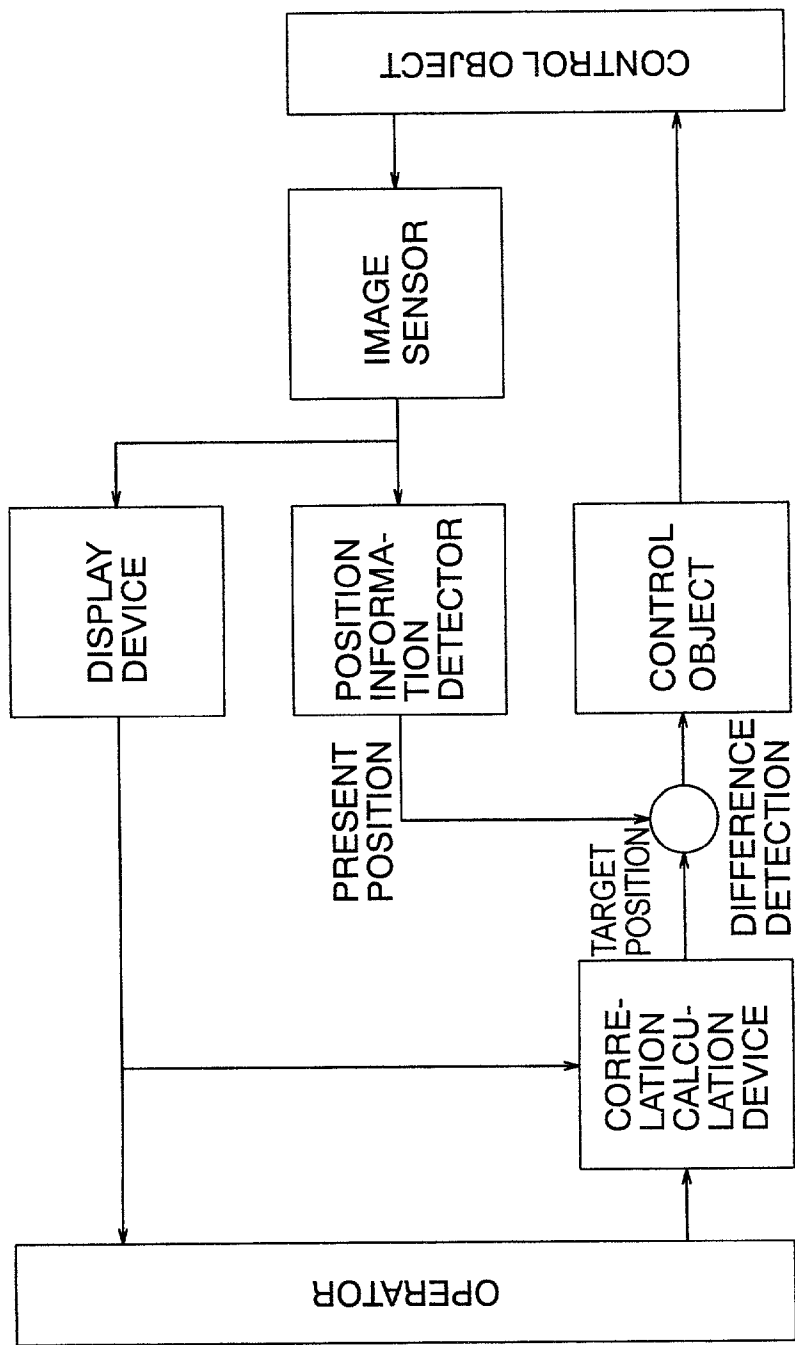 DISPLAY
DEVICE
IMAGE
SENSOR
CONTROL OBJECT
POSITION
INFORMA-
TION
DETECTOR
PRESENT
POSITION
OPERATOR
CORRE-
LATION
CALCU-
LATION
DEVICE
TARGET
POSITION
DIFFERENCE
DETECTION
CONTROL
OBJECT